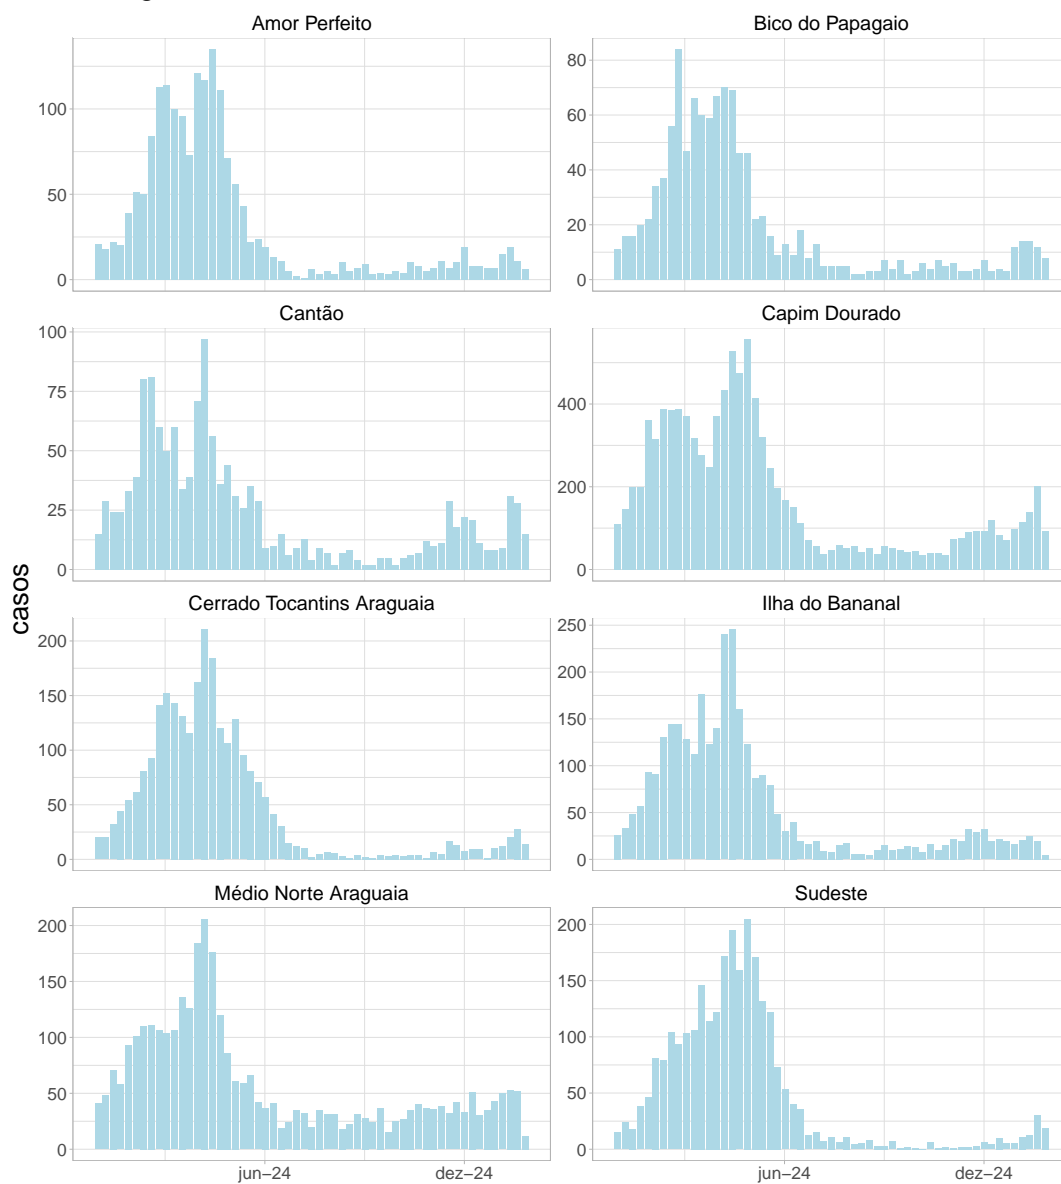 Amor Perfeito
Bico do Papagaio
100
50
0
80
60
40
20
0
Cantão
Capim Dourado
100
75
50
25
0
400
200
0
casos
Cerrado Tocantins Araguaia
Ilha do Bananal
200
150
100
50
0
250
200
150
100
50
0
Médio Norte Araguaia
Sudeste
200
150
100
50
0
200
150
100
50
0
jun−24
dez−24
jun−24
dez−24